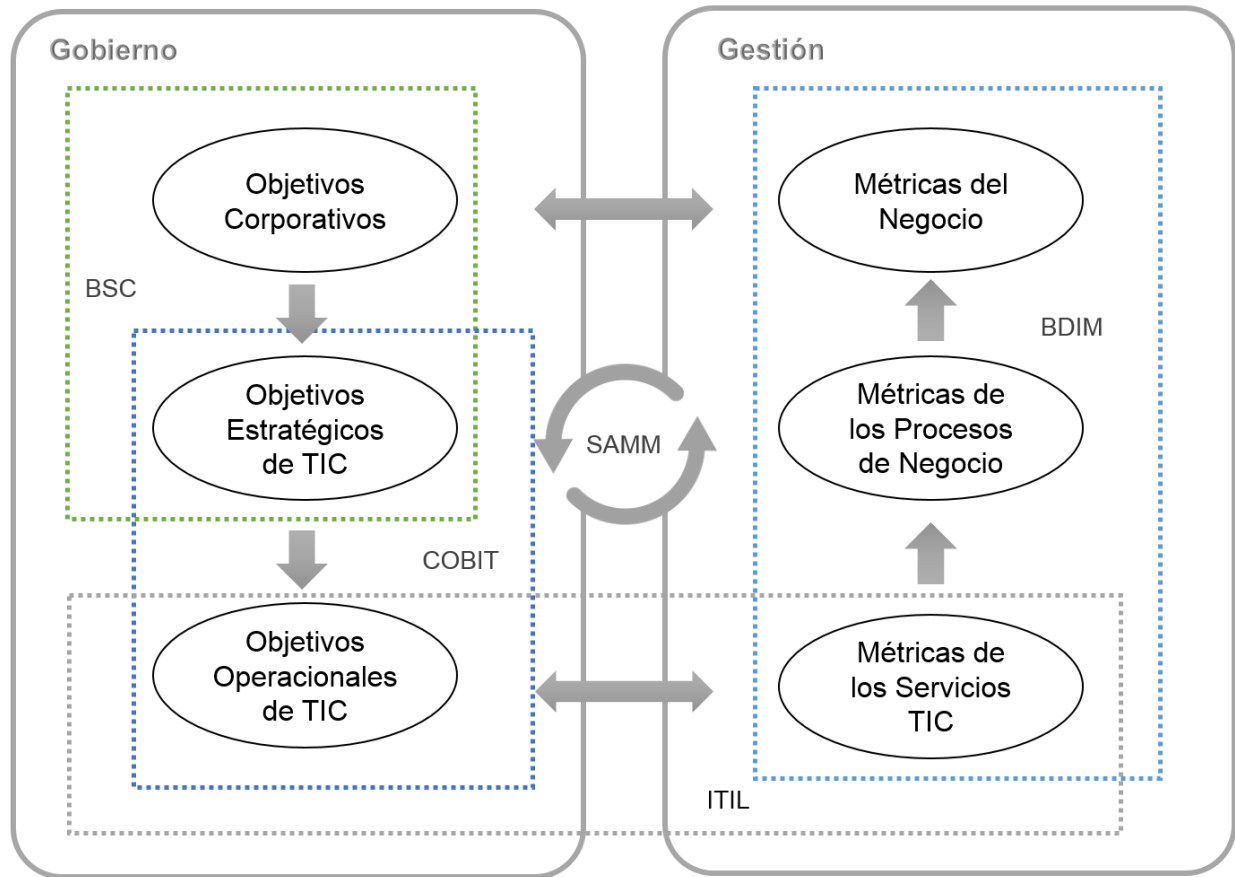 Gobierno
Objetivos
Corporativos
BSC
Objetivos
Estratégicos
de TIC
COBIT
Objetivos
Operacionales
de TIC
SAMM
Gestión
Métricas del
Negocio
BDIM
Métricas de
los Procesos
de Negocio
Métricas de
los Servicios
TIC
ITIL